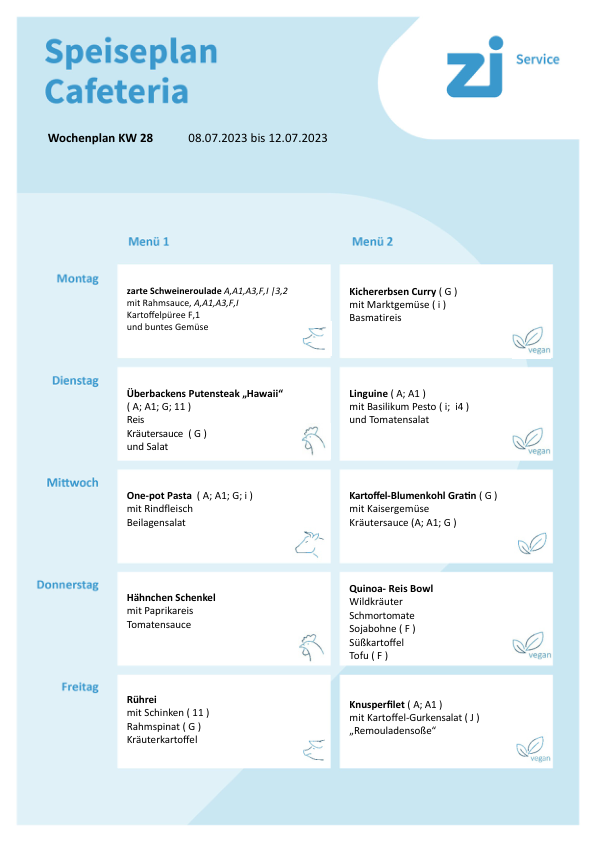 Speiseplan
Cafeteria
zi Service
Wochenplan KW 28 08.07.2023 bis 12.07.2023
Menü 1 Menü 2
Montag
zarte Schweineroulade A,A1,A3,F,I |3,2
mit Rahmsauce, A,A1,A3,F,I
Kartoffelpüree F,1
und buntes Gemüse
Kichererbsen Curry ( G )
mit Marktgemüse ( i )
Basmatireis
vegan
Dienstag
Überbackens Putensteak „Hawaii“
( A; A1; G; 11 )
Reis
Kräutersauce ( G )
und Salat
Linguine ( A; A1 )
mit Basilikum Pesto ( i; i4 )
und Tomatensalat
vegan
Mittwoch
One-pot Pasta ( A; A1; G; i )
mit Rindfleisch
Beilagensalat
Kartoffel-Blumenkohl Gratin ( G )
mit Kaisergemüse
Kräutersauce (A; A1; G )
Donnerstag
Hähnchen Schenkel
mit Paprikareis
Tomatensauce
Quinoa- Reis Bowl
Wildkräuter
Schmortomate
Sojabohne ( F )
Süßkartoffel
Tofu ( F )
vegan
Freitag
Rührei
mit Schinken ( 11 )
Rahmspinat ( G )
Kräuterkartoffel
Knusperfilet ( A; A1 )
mit Kartoffel-Gurkensalat ( J )
„Remouladensoße“
vegan